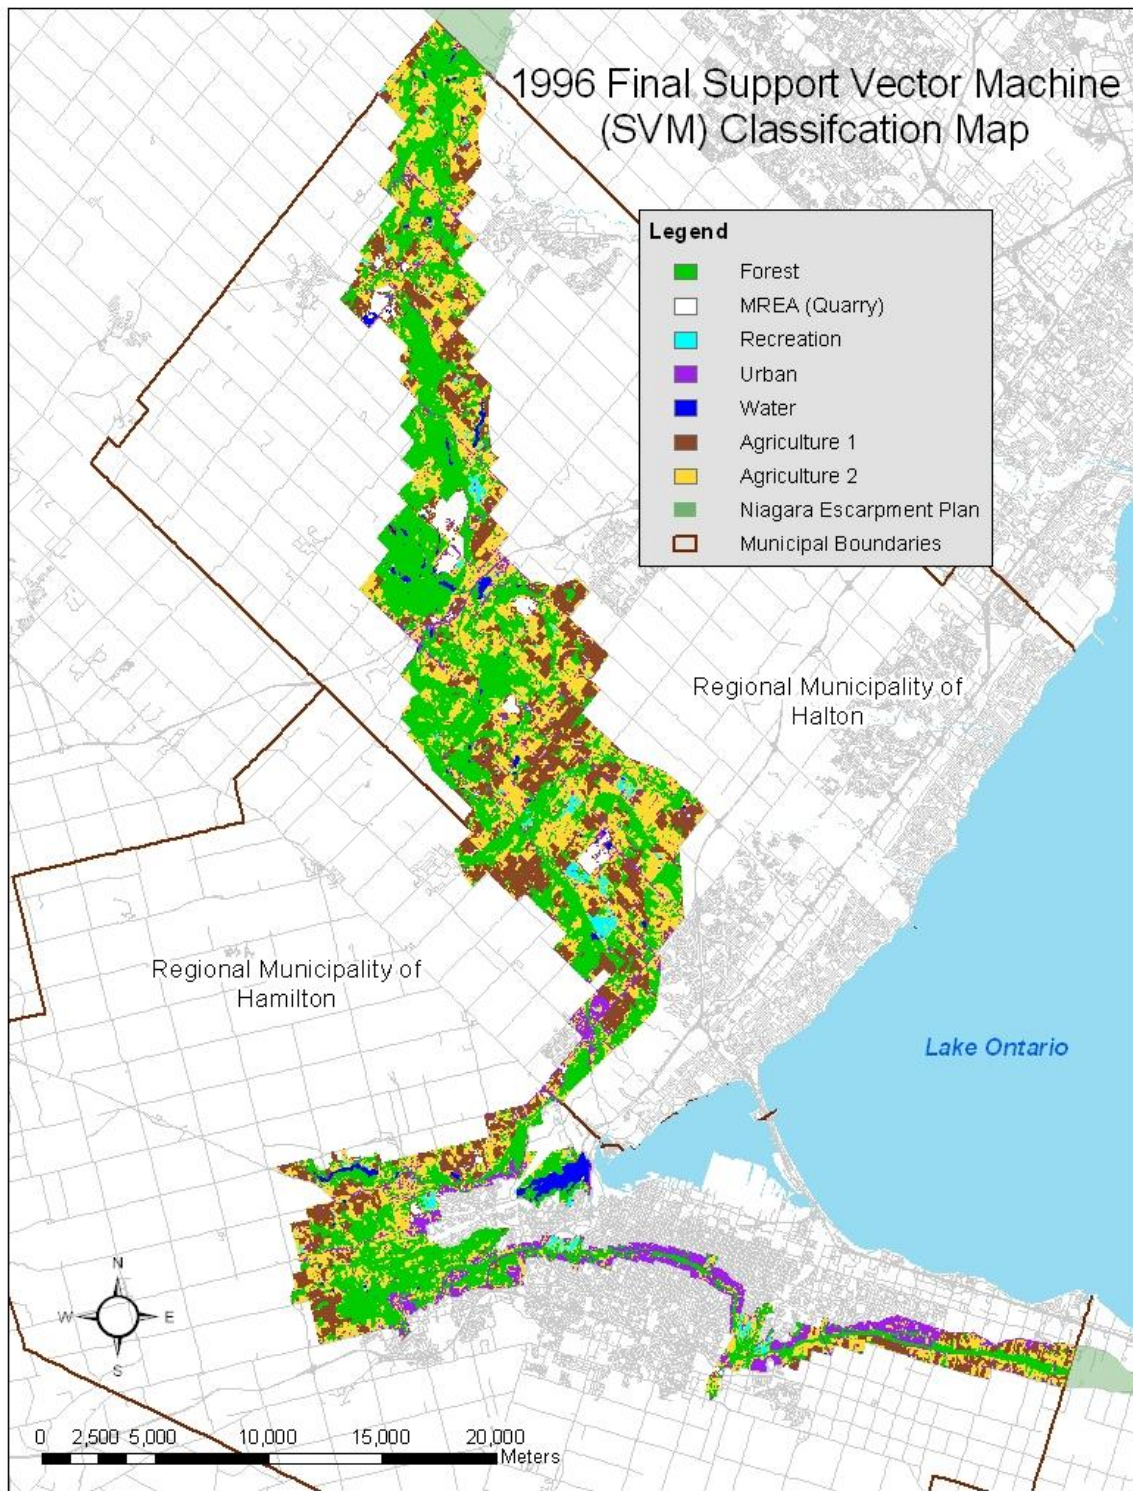 1996 Final Support Vector Machine
(SVM) Classifcation Map
Legend
Forest
MREA (Quarry)
Recreation
Urban
Water
Agriculture 1
Agriculture 2
Niagara Escarpment Plan
Municipal Boundaries
Regional Municipality of
Halton
Regional Municipality of
Hamilton
Lake Ontario
N
W E
S
0 2,500 5,000 10,000 15,000 20,000
Meters